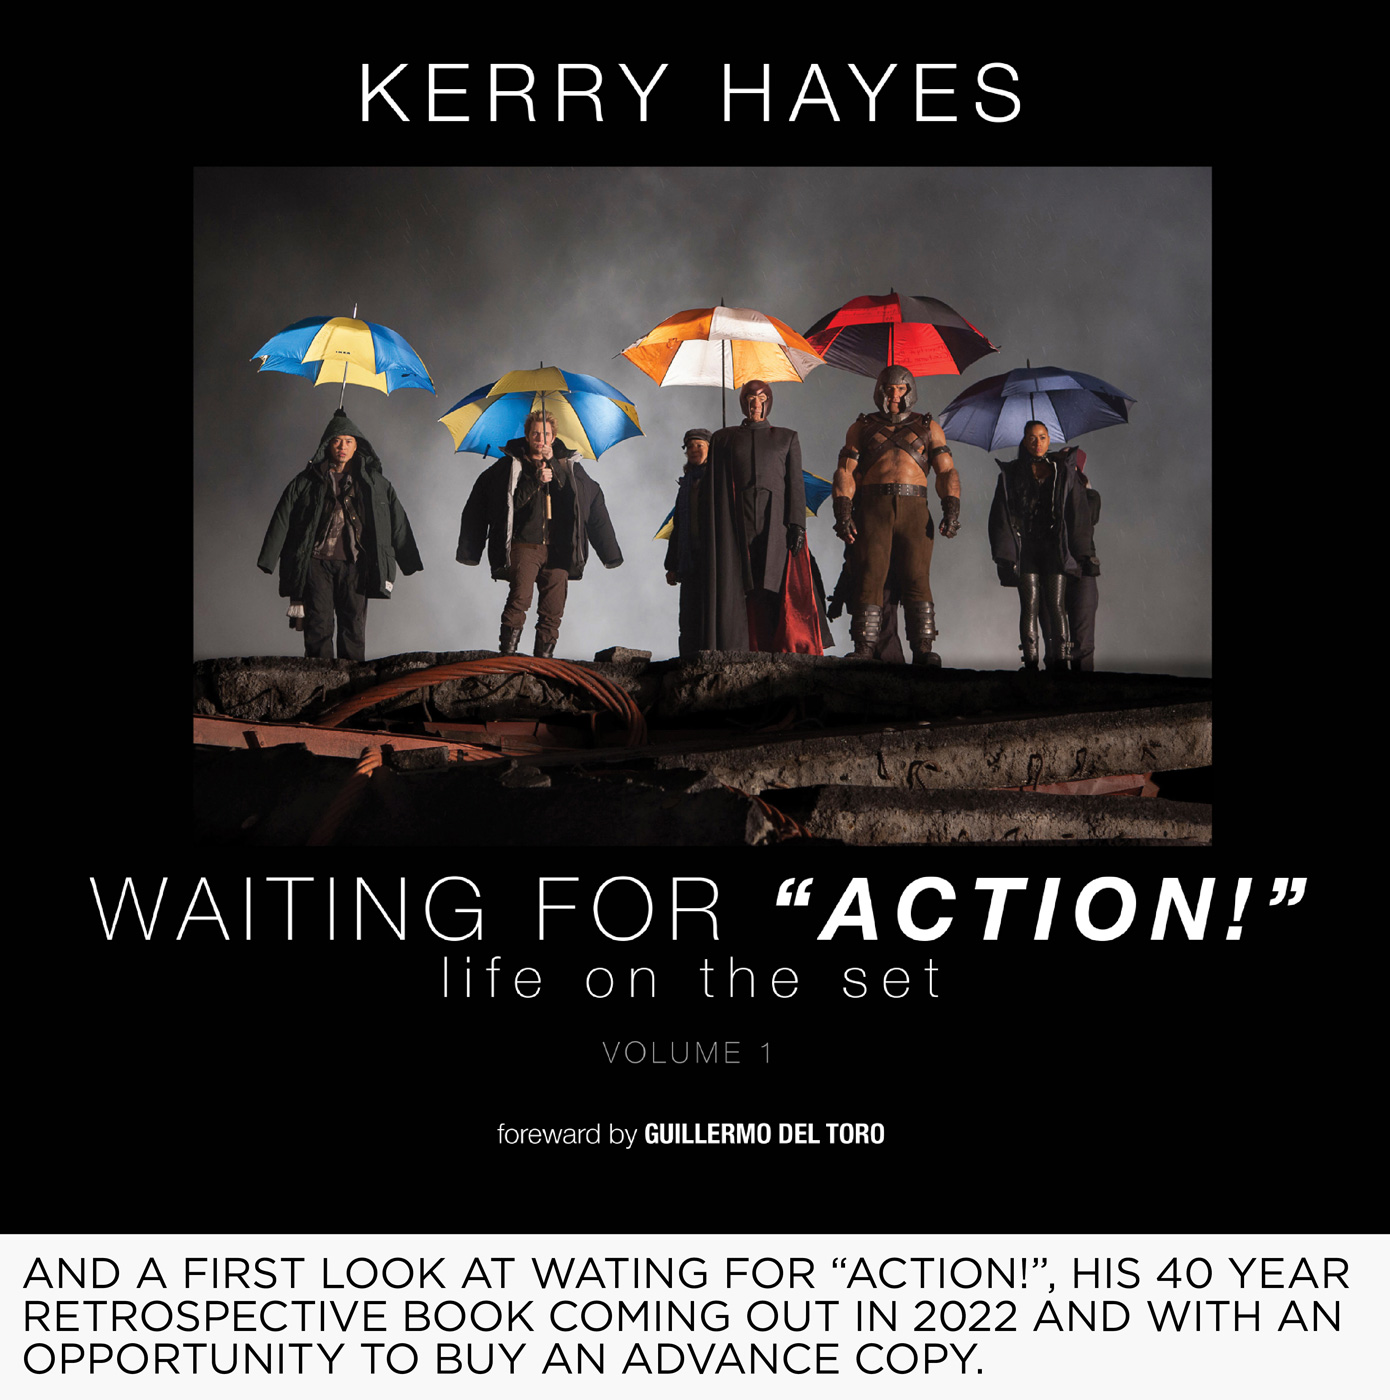 KERRY HAYES
IKEA
WAITING FOR “ACTION!”
life on the set
VOLUME 1
foreward by GUILLERMO DEL TORO
AND A FIRST LOOK AT WATING FOR “ACTION!”, HIS 40 YEAR
RETROSPECTIVE BOOK COMING OUT IN 2022 AND WITH AN
OPPORTUNITY TO BUY AN ADVANCE COPY.